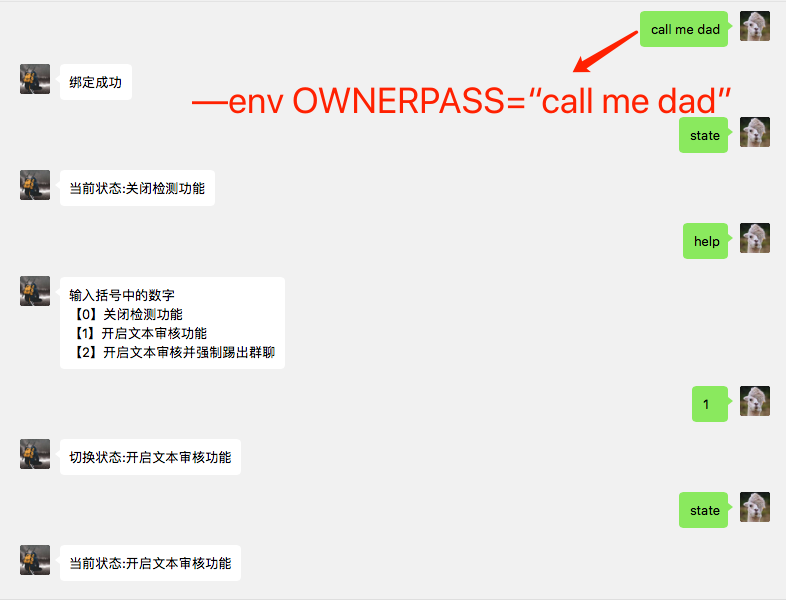 call me dad
绑定成功
—env OWNERPASS=“call me dad”
state
当前状态:关闭检测功能
help
输入括号中的数字
【0】关闭检测功能
【1】开启文本审核功能
【2】开启文本审核并强制踢出群聊
1
切换状态:开启文本审核功能
state
当前状态:开启文本审核功能